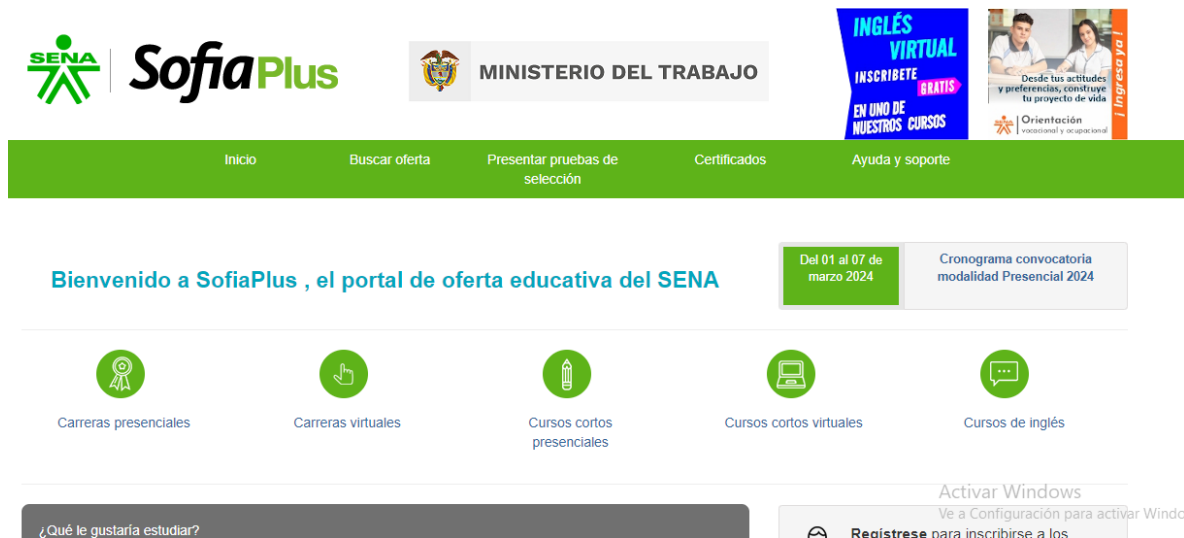 SENA
SofiaPlus
MINISTERIO DEL TRABAJO
INGLÉS
VIRTUAL
INSCRIBETE
GRATIS
EN UNO DE
NUESTROS CURSOS
Desde tus actitudes
y preferencias, construye
tu proyecto de vida
Orientación
vocacional y ocupacional
¡ Ingresa ya !
Inicio
Buscar oferta
Presentar pruebas de
selección
Certificados
Ayuda y soporte
Bienvenido a SofiaPlus , el portal de oferta educativa del SENA
Del 01 al 07 de
marzo 2024
Cronograma convocatoria
modalidad Presencial 2024
Carreras presenciales
Carreras virtuales
Cursos cortos
presenciales
Cursos cortos virtuales
Cursos de inglés
¿Qué le gustaría estudiar?
Regístrese para inscribirse a los
Activar Windows
Ve a Configuración para activar Windo